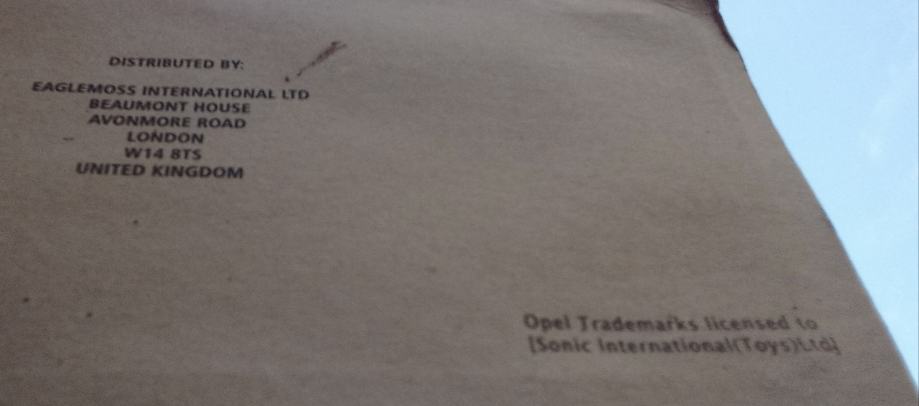 DISTRIBUTED BY:
EAGLEMOSS INTERNATIONAL LTD
BEAUMONT HOUSE
AVONMORE ROAD
LONDON
W14 8TS
UNITED KINGDOM
Opel Trademarks licensed to
[Sonic International(Toys)Ltd]